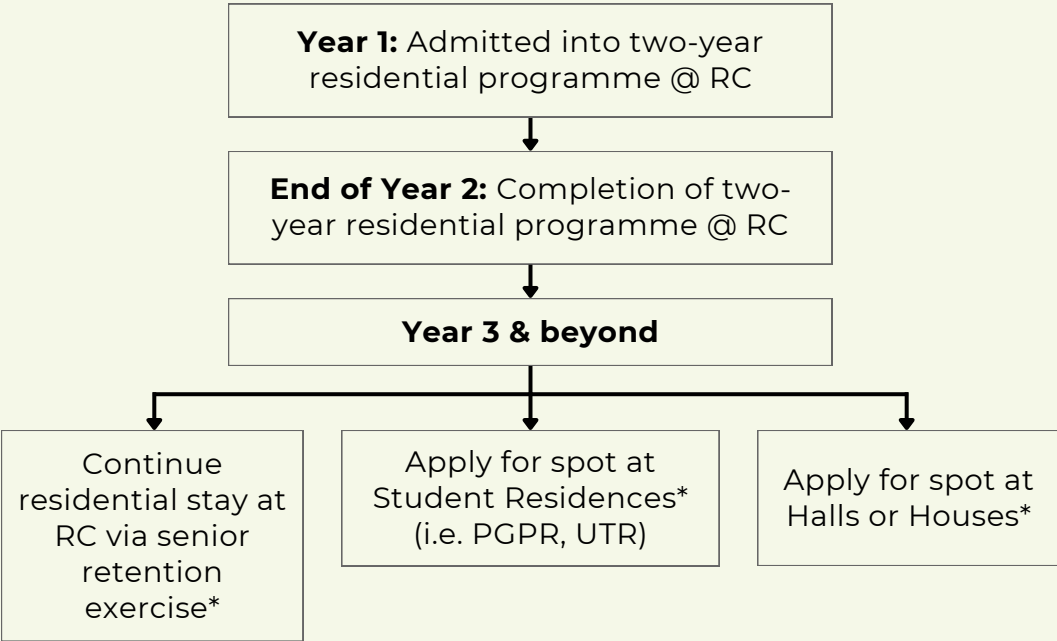 Year 1: Admitted into two-year
residential programme @ RC
End of Year 2: Completion of two-
year residential programme @ RC
Year 3 & beyond
Continue
residential stay at
RC via senior
retention
exercise*
Apply for spot at
Student Residences*
(i.e. PGPR, UTR)
Apply for spot at
Halls or Houses*